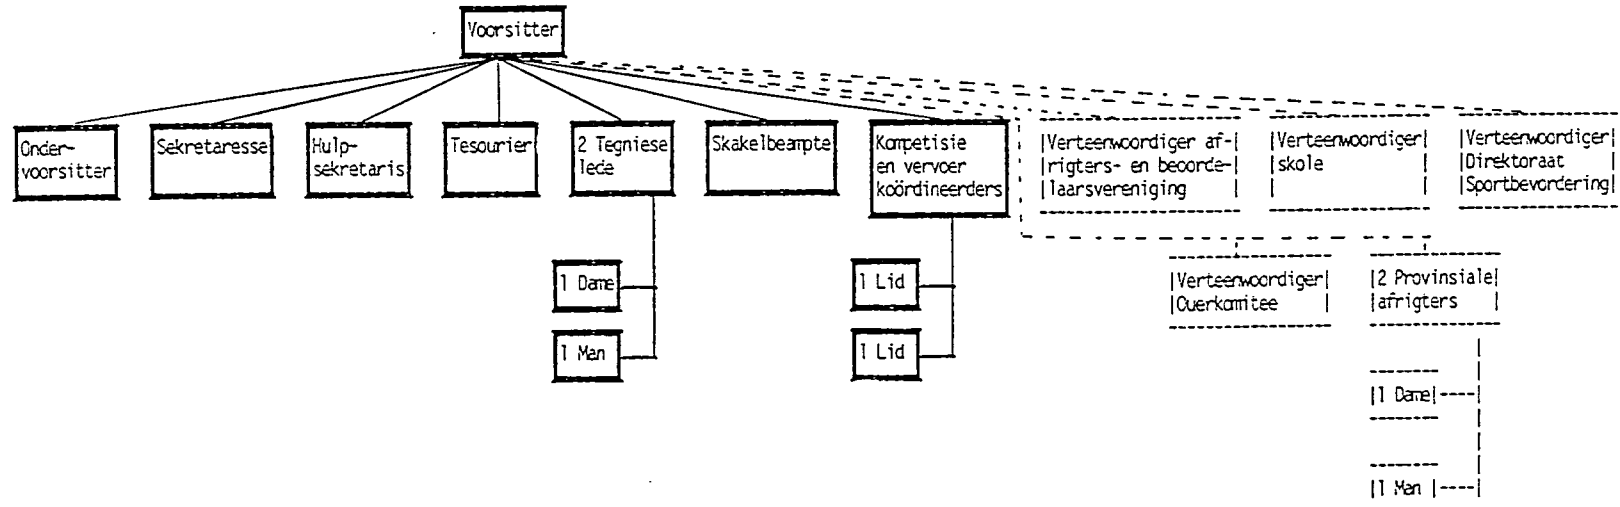 Voorsitter
Onder-
voorsitter
Sekretaresse
Hulp-
sekretaris
Tesourier
2 Tegniese
lede
Skakelbeampte
Kompetisie
en vervoer
koördineerders
Verteenwoordiger af-
rigters- en beoorde-
laarsvereniging
Verteenwoordiger
skole
Verteenwoordiger
Direktoraat
Sportbevordering
1 Dame
1 Man
1 Lid
1 Lid
Verteenwoordiger
Ouerkomitee
2 Provinsiale
afrigters
1 Dame
1 Man